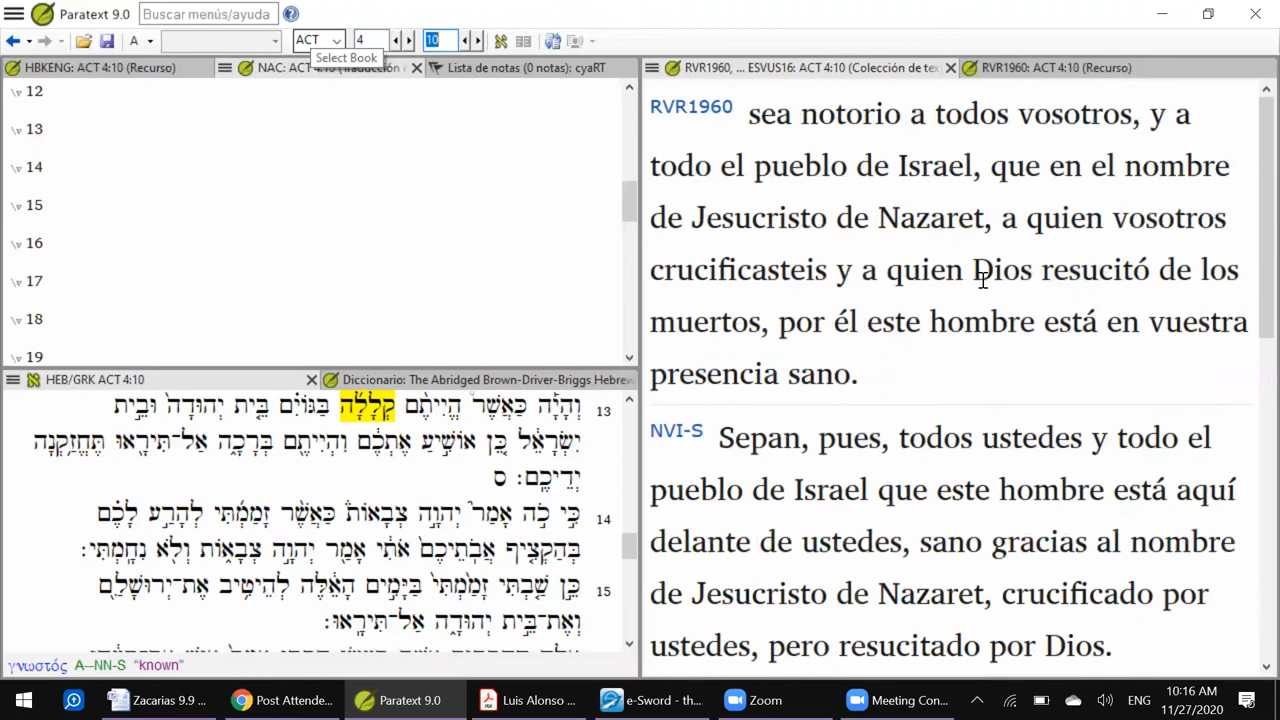 Paratext 9.0
Buscar menús/ayuda
A
ACT
4
10
Select Book
HBKENG: ACT 4:10 (Recurso)
NAC: ACT 4:10 (Traducción
Lista de notas (0 notas): cyaRT
\v 12
\v 13
\v 14
\v 15
\v 16
\v 17
\v 18
\v 19
HEB/GRK ACT 4:10
Diccionario: The Abridged Brown-Driver-Briggs Hebrew
13 וְהָיָ֡ה כַּאֲשֶׁר֩ הֱיִיתֶ֨ם קְלָלָ֜ה בַּגּוֹיִ֗ם בֵּ֤ית יְהוּדָה֙ וּבֵ֣ית
יִשְׂרָאֵ֔ל כֵּ֚ן אוֹשִׁ֣יעַ אֶתְכֶ֔ם וִהְיִיתֶ֖ם בְּרָכָ֑ה אַל־תִּירָ֖אוּ תֶּחֱזַ֥קְנָה
יְדֵיכֶֽם׃ ס
14 כִּ֣י כֹ֣ה אָמַר֮ יְהוָ֣ה צְבָאוֹת֒ כַּאֲשֶׁ֨ר זָמַ֜מְתִּי לְהָרַ֣ע לָכֶ֗ם
בְּהַקְצִ֤יף אֲבֹֽתֵיכֶם֙ אֹתִ֔י אָמַ֖ר יְהוָ֣ה צְבָא֑וֹת וְלֹ֖א נִחָֽמְתִּי׃
15 כֵּ֣ן שַׁ֤בְתִּי זָמַ֙מְתִּי֙ בַּיָּמִ֣ים הָאֵ֔לֶּה לְהֵיטִ֥יב אֶת־יְרוּשָׁלִַ֖ם
וְאֶת־בֵּ֣ית יְהוּדָ֑ה אַל־תִּירָֽאוּ׃
γνωστός A--NN-S "known"
RVR1960, ... ESVUS16: ACT 4:10 (Colección de te
RVR1960: ACT 4:10 (Recurso)
RVR1960 sea notorio a todos vosotros, y a
todo el pueblo de Israel, que en el nombre
de Jesucristo de Nazaret, a quien vosotros
crucificasteis y a quien Dios resucitó de los
muertos, por él este hombre está en vuestra
presencia sano.
NVI-S Sepan, pues, todos ustedes y todo el
pueblo de Israel que este hombre está aquí
delante de ustedes, sano gracias al nombre
de Jesucristo de Nazaret, crucificado por
ustedes, pero resucitado por Dios.
Zacarias 9.9 ...
Post Attende...
Paratext 9.0
Luis Alonso ...
e-Sword - th...
Zoom
Meeting Con...
ENG
10:16 AM
11/27/2020